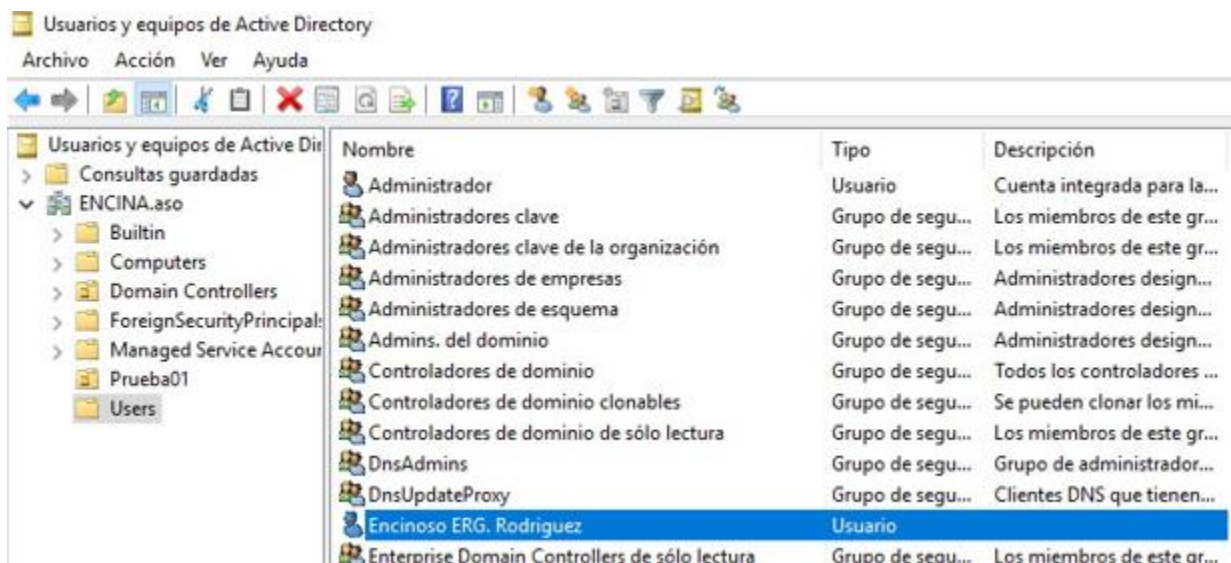 Usuarios y equipos de Active Directory
Archivo Acción Ver Ayuda
Usuarios y equipos de Active Dir
Consultas guardadas
ENCINA.aso
Builtin
Computers
Domain Controllers
ForeignSecurityPrincipals
Managed Service Accour
Prueba01
Users
Nombre Tipo Descripción
Administrador Usuario Cuenta integrada para la...
Administradores clave Grupo de segu... Los miembros de este gr...
Administradores clave de la organización Grupo de segu... Los miembros de este gr...
Administradores de empresas Grupo de segu... Administradores design...
Administradores de esquema Grupo de segu... Administradores design...
Admins. del dominio Grupo de segu... Administradores design...
Controladores de dominio Grupo de segu... Todos los controladores ...
Controladores de dominio clonables Grupo de segu... Se pueden clonar los mi...
Controladores de dominio de sólo lectura Grupo de segu... Los miembros de este gr...
DnsAdmins Grupo de segu... Grupo de administrador...
DnsUpdateProxy Grupo de segu... Clientes DNS que tienen...
Encinoso ERG. Rodriguez Usuario
Enterprise Domain Controllers de sólo lectura Grupo de segu... Los miembros de este gr...